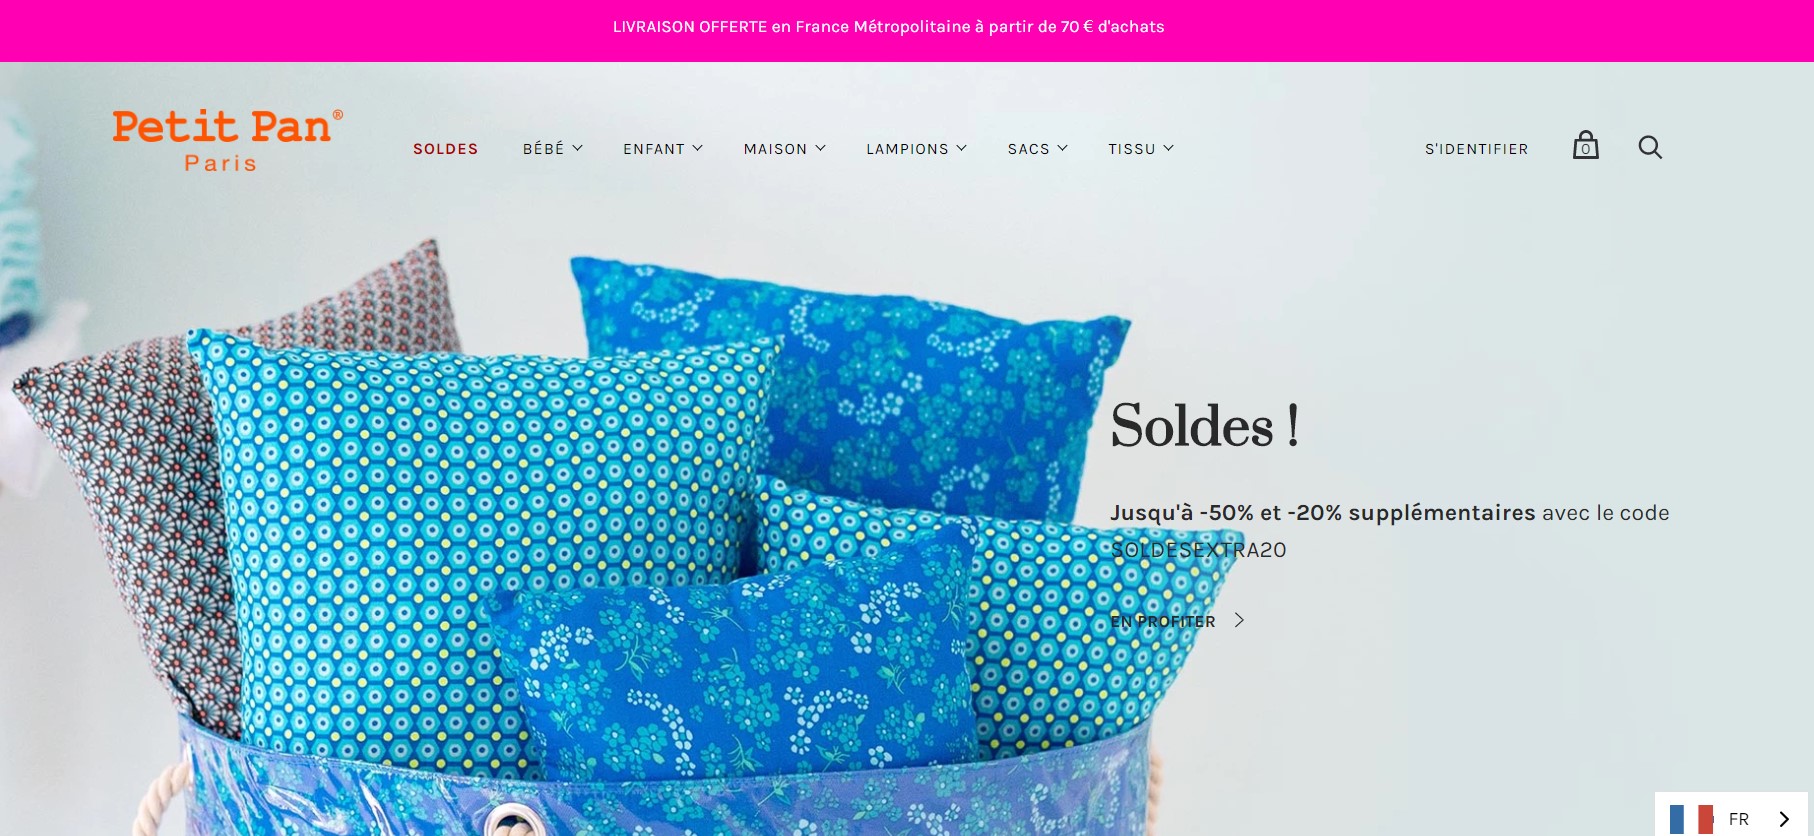 LIVRAISON OFFERTE en France Métropolitaine à partir de 70 € d'achats
Petit Pan®
Paris
SOLDES
BÉBÉ
ENFANT
MAISON
LAMPIONS
SACS
TISSU
S'IDENTIFIER
0
Soldes !
Jusqu'à -50% et -20% supplémentaires avec le code
SOLDESEXTRA20
EN PROFITER
FR